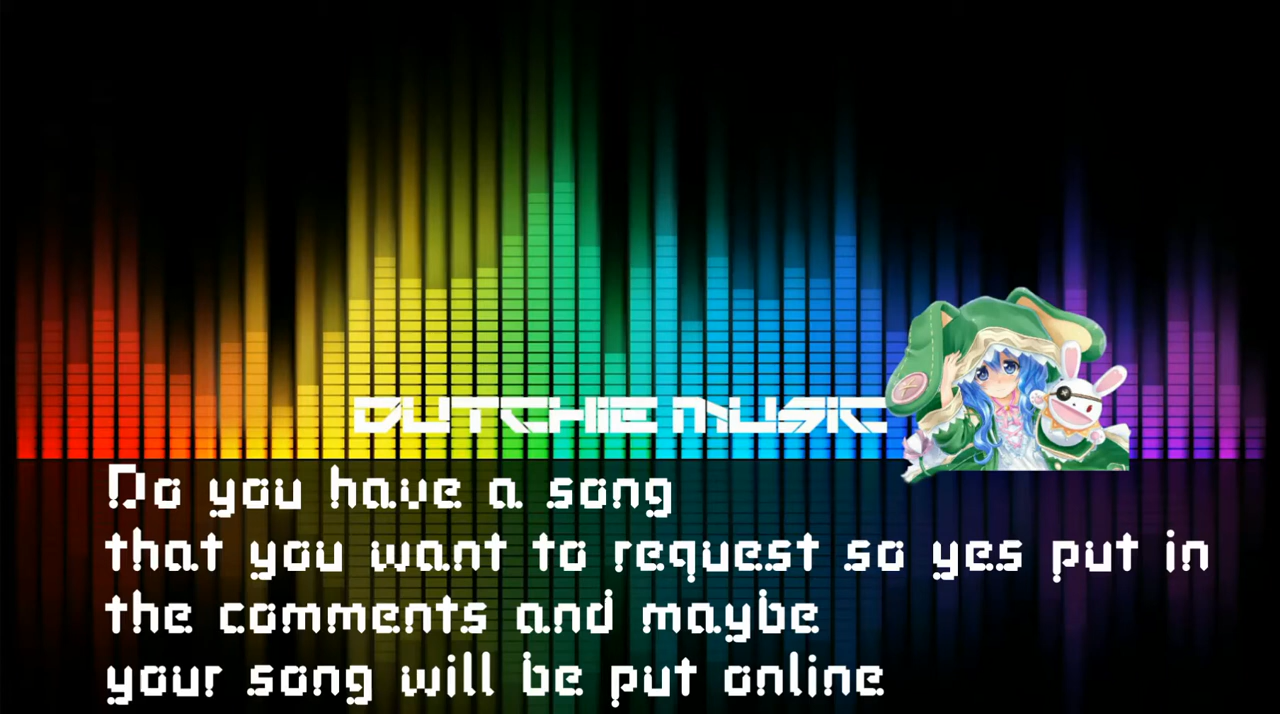 DUTCHIE MUSIC
Do you have a song
that you want to request so yes put in
the comments and maybe
your song will be put online